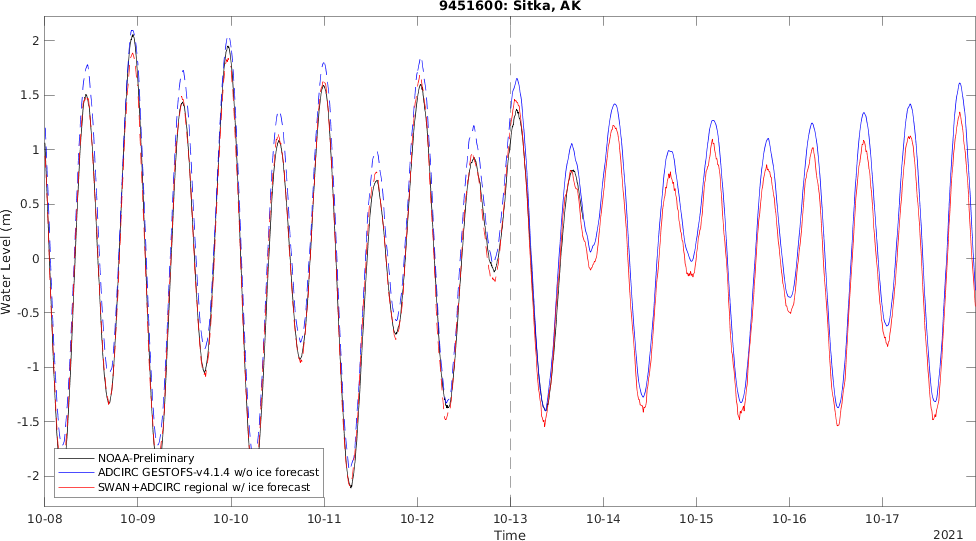 9451600: Sitka, AK
2
1.5
1
0.5
0
-0.5
-1
-1.5
-2
Water Level (m)
NOAA-Preliminary
ADCIRC GESTOFS-v4.1.4 w/o ice forecast
SWAN+ADCIRC regional w/ ice forecast
10-08 10-09 10-10 10-11 10-12 10-13 10-14 10-15 10-16 10-17
Time
2021